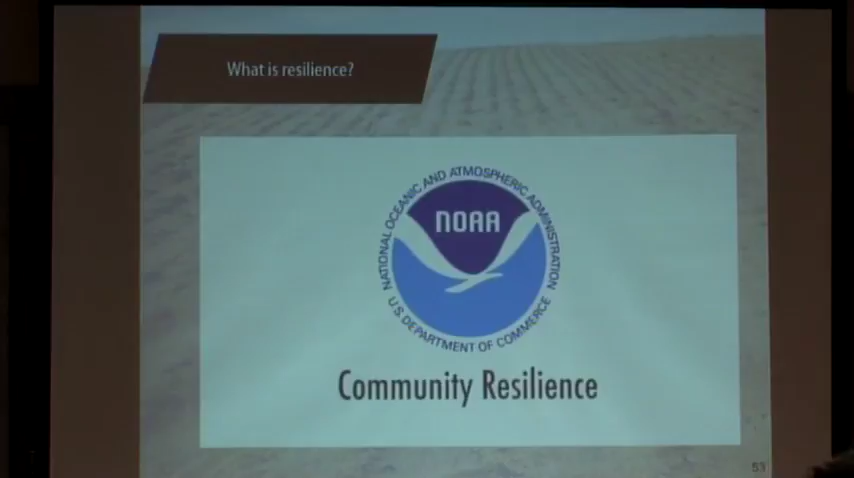 What is resilience?
NATIONAL OCEANIC AND ATMOSPHERIC ADMINISTRATION
NOAA
U.S. DEPARTMENT OF COMMERCE
Community Resilience
53